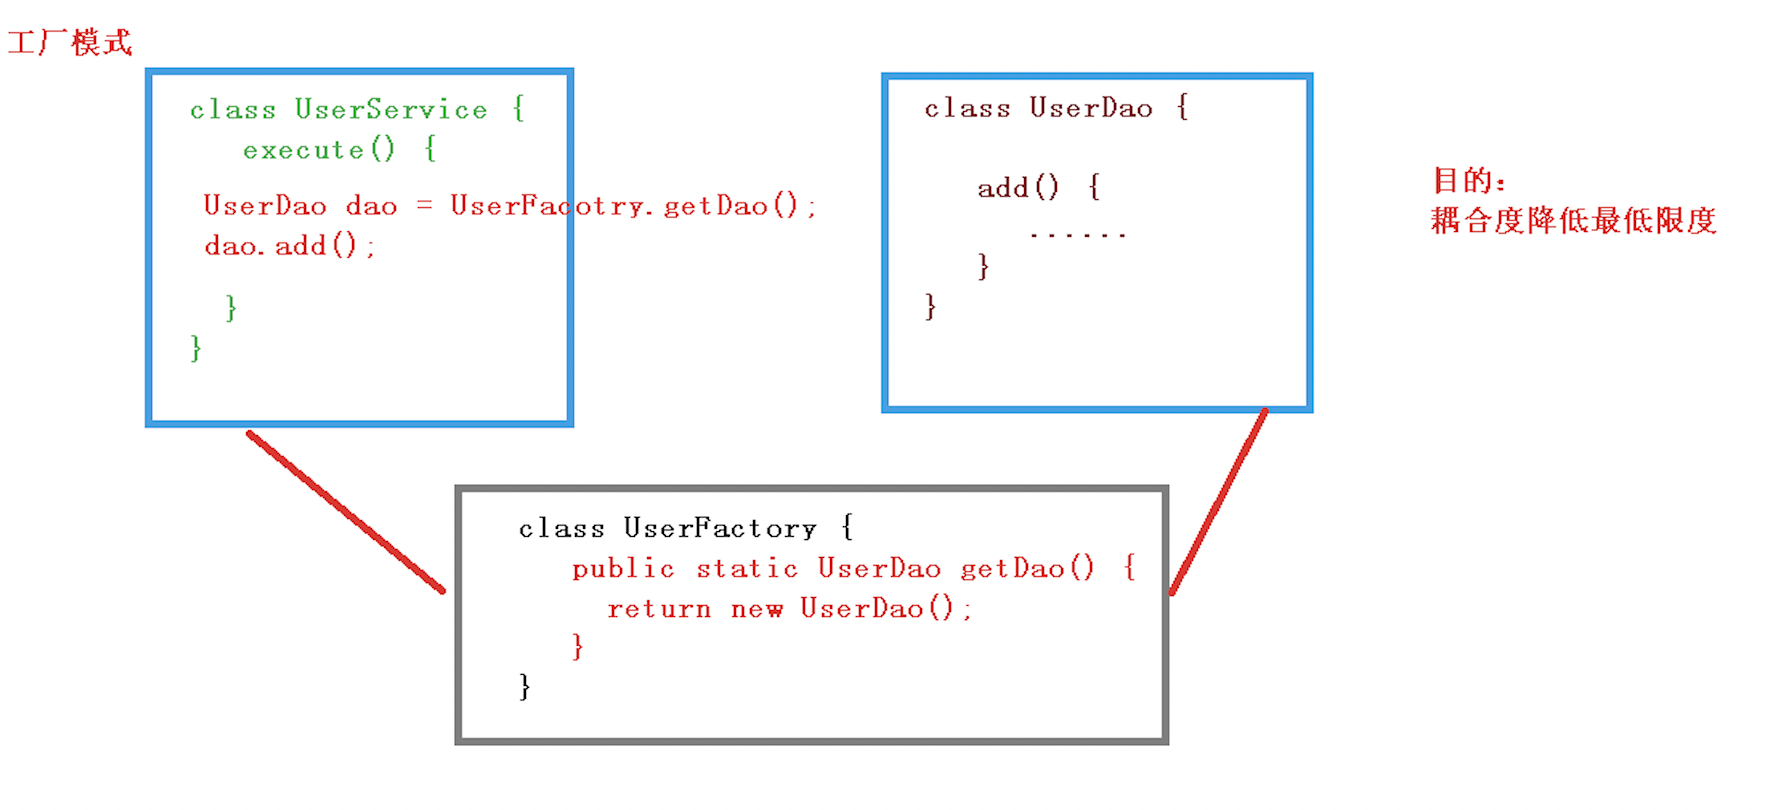 工厂模式
class UserService {
execute() {
UserDao dao = UserFacotry.getDao();
dao.add();
}
}
class UserDao {
add() {
......
}
}
目的：
耦合度降低最低限度
class UserFactory {
public static UserDao getDao() {
return new UserDao();
}
}